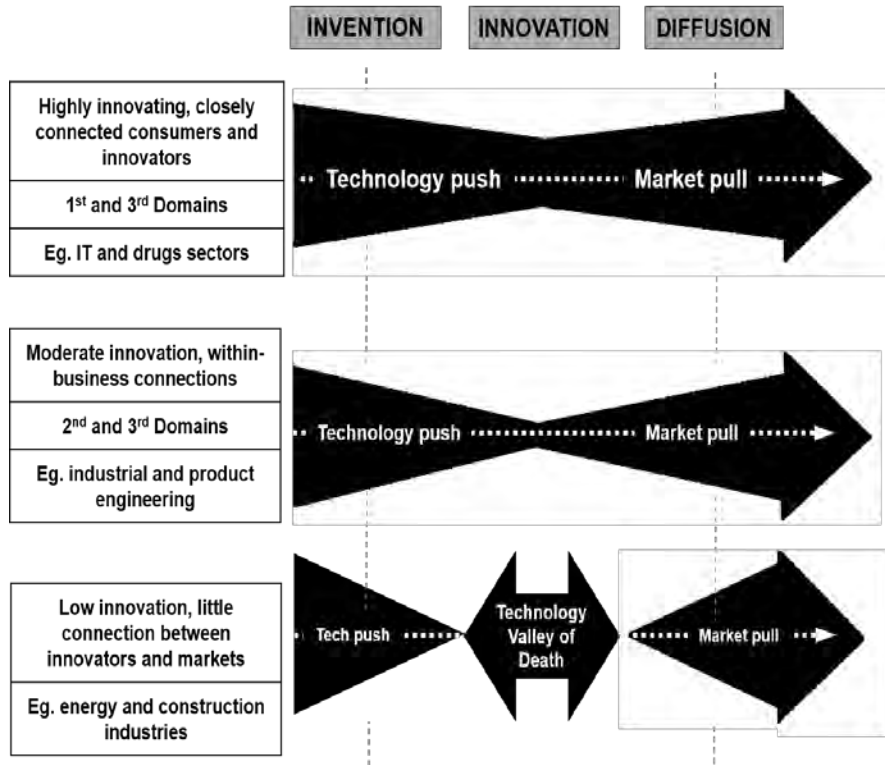 INVENTION
INNOVATION
DIFFUSION
Highly innovating, closely
connected consumers and
innovators
1st and 3rd Domains
Eg. IT and drugs sectors
Technology push
Market pull
Moderate innovation, within-
business connections
2nd and 3rd Domains
Eg. industrial and product
engineering
Technology push
Market pull
Low innovation, little
connection between
innovators and markets
Eg. energy and construction
industries
Tech push
Technology
Valley of
Death
Market pull